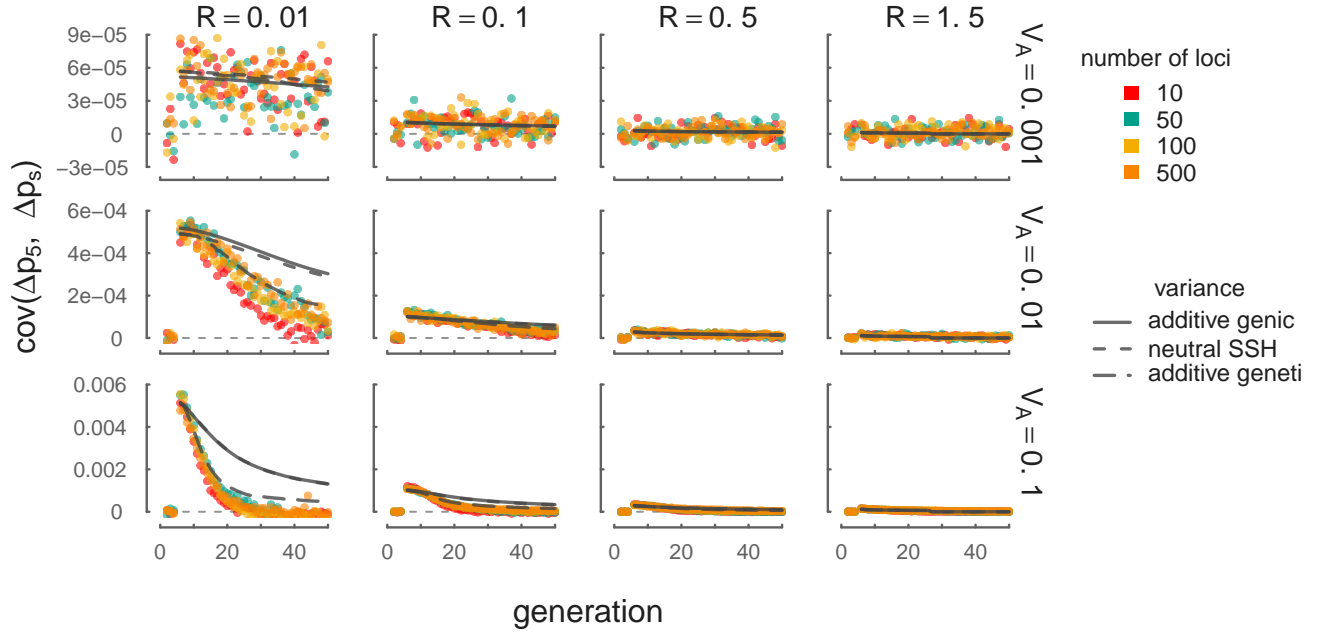 R = 0. 01
R = 0. 1
R = 0. 5
R = 1. 5
9e−05
6e−05
3e−05
0
−3e−05
V_A = 0. 001
6e−04
4e−04
2e−04
0
V_A = 0. 01
0.006
0.004
0.002
0
V_A = 0. 1
0 20 40
0 20 40
0 20 40
0 20 40
cov(Δp₅, Δpₛ)
generation
number of loci
10
50
100
500
variance
additive genic
neutral SSH
additive geneti